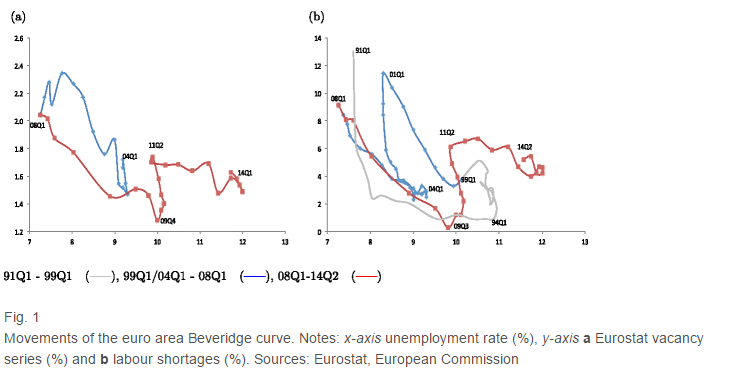 (a)
2.6
2.4
2.2
2.0
1.8
1.6
1.4
1.2
7
8
9
10
11
12
13
08Q1
04Q1
11Q2
14Q1
09Q4
(b)
14
12
10
8
6
4
2
0
7
8
9
10
11
12
13
91Q1
01Q1
08Q1
11Q2
14Q2
99Q1
04Q1
94Q1
09Q3
91Q1 - 99Q1 ( ), 99Q1/04Q1 - 08Q1 ( ), 08Q1-14Q2 ( )
Fig. 1
Movements of the euro area Beveridge curve. Notes: x-axis unemployment rate (%), y-axis a Eurostat vacancy
series (%) and b labour shortages (%). Sources: Eurostat, European Commission